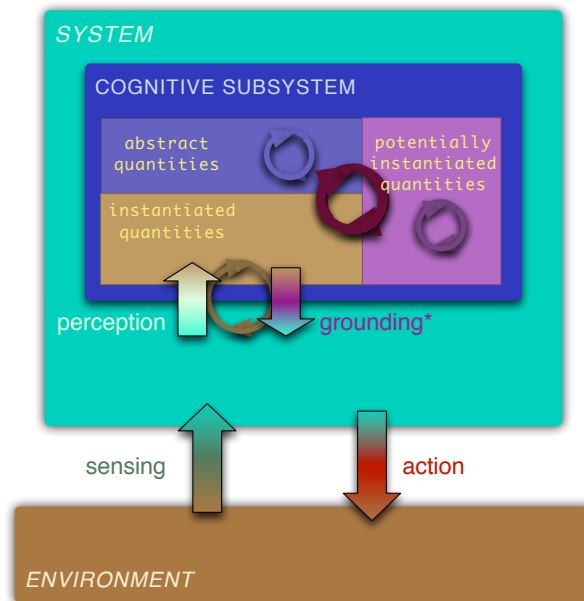 SYSTEM
COGNITIVE SUBSYSTEM
abstract
quantities
potentially
instantiated
quantities
instantiated
quantities
perception
grounding*
sensing
action
ENVIRONMENT